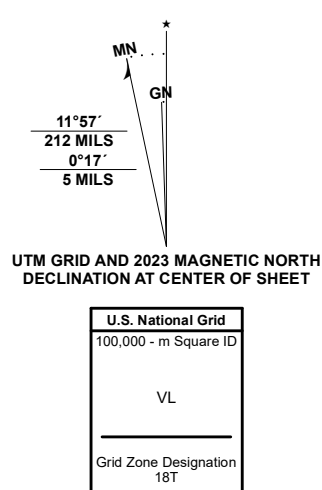 ★
MN
GN
11°57´
212 MILS
0°17´
5 MILS
UTM GRID AND 2023 MAGNETIC NORTH
DECLINATION AT CENTER OF SHEET
U.S. National Grid
100,000 - m Square ID
VL
Grid Zone Designation
18T